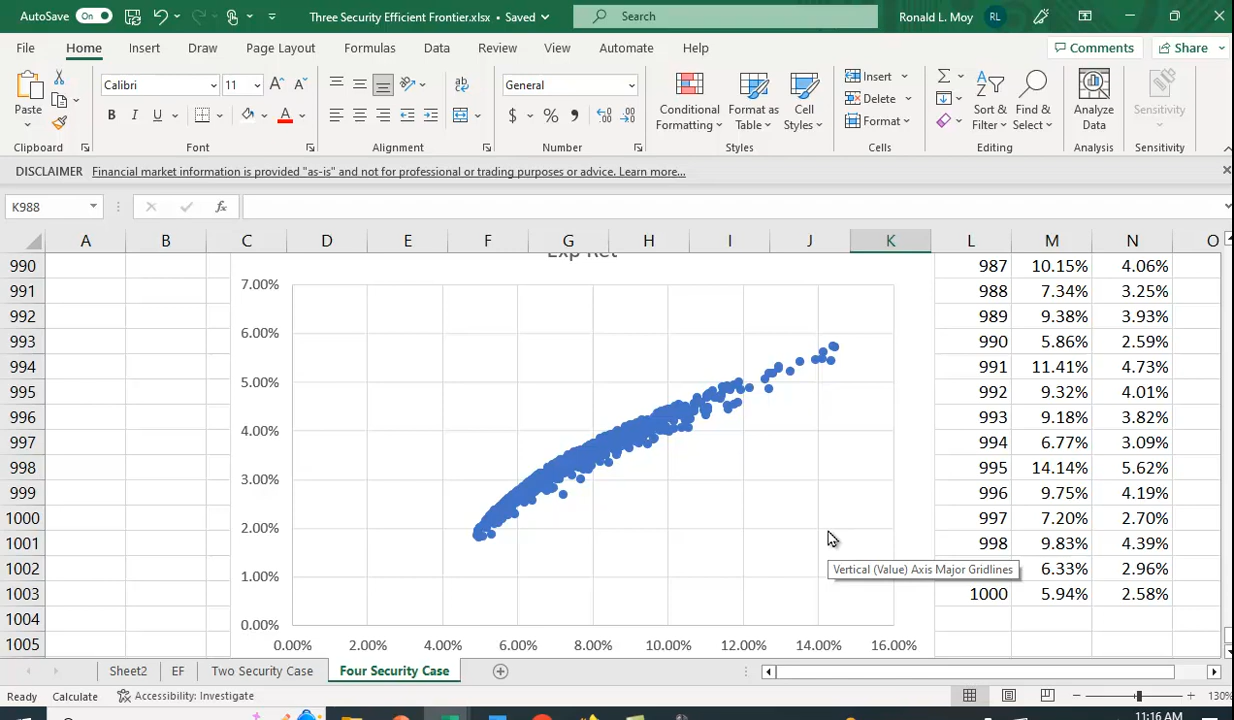 AutoSave On Three Security Efficient Frontier.xlsx • Saved Search Ronald L. Moy RL
File Home Insert Draw Page Layout Formulas Data Review View Automate Help Comments Share
Paste Calibri 11 General Conditional Formatting Format as Table Cell Styles Insert Delete Format Sort & Filter Find & Select Analyze Data Sensitivity
Clipboard Font Alignment Number Styles Cells Editing Analysis Sensitivity
DISCLAIMER Financial market information is provided "as-is" and not for professional or trading purposes or advice. Learn more...
K988 fx
A B C D E F G H I J K L M N O
Exp Ret
990 987 10.15% 4.06%
7.00%
991 988 7.34% 3.25%
992 989 9.38% 3.93%
6.00%
993 990 5.86% 2.59%
994 991 11.41% 4.73%
5.00%
995 992 9.32% 4.01%
996 993 9.18% 3.82%
4.00%
997 994 6.77% 3.09%
998 995 14.14% 5.62%
3.00%
999 996 9.75% 4.19%
1000 997 7.20% 2.70%
2.00%
1001 998 9.83% 4.39%
1002 6.33% 2.96%
Vertical (Value) Axis Major Gridlines
1.00%
1003 1000 5.94% 2.58%
1004
0.00%
1005
0.00% 2.00% 4.00% 6.00% 8.00% 10.00% 12.00% 14.00% 16.00%
Sheet2 EF Two Security Case Four Security Case
Ready Calculate Accessibility: Investigate 130%
11:16 AM